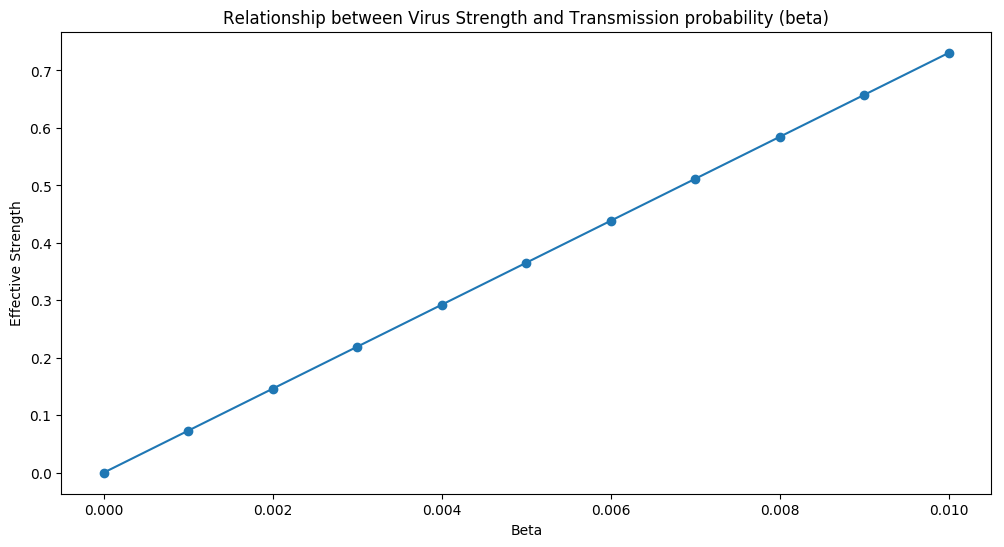 Relationship between Virus Strength and Transmission probability (beta)
Effective Strength
0.7
0.6
0.5
0.4
0.3
0.2
0.1
0.0
0.000 0.002 0.004 0.006 0.008 0.010
Beta